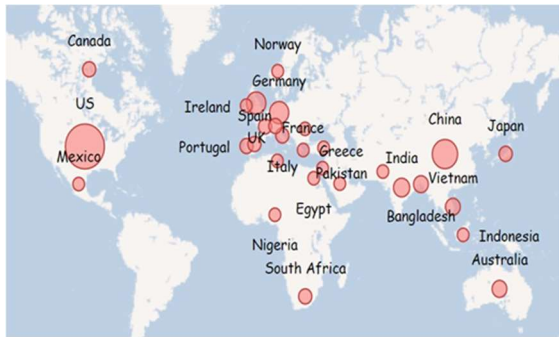 Canada
Norway
Germany
US
Ireland
Spain
China
Japan
UK
France
Mexico
Portugal
Greece
India
Italy
Pakistan
Vietnam
Egypt
Bangladesh
Nigeria
Indonesia
South Africa
Australia